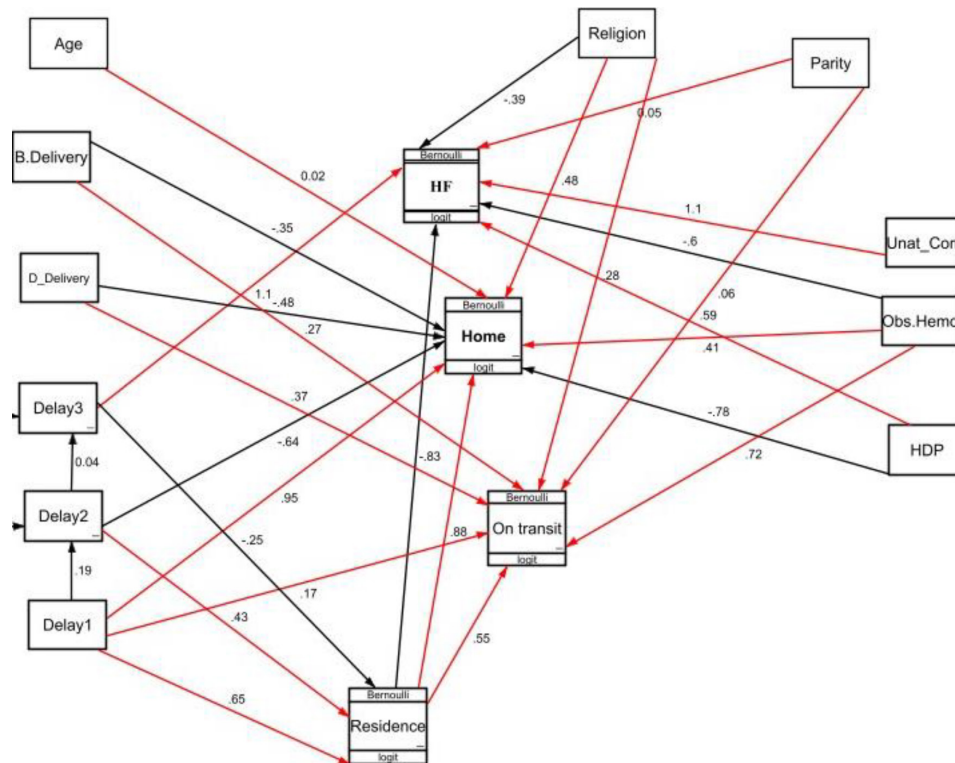 Religion
Age
Parity
-.39
0.05
Bernoulli
B.Delivery
HF
0.02
.48
logit
1.1
Unat_Con
-.35
-.6
D_Delivery
.28
1.1
-.48
.06
Bernoulli
.59
Obs.Hemo
.27
Home
.41
logit
.37
Delay3
-.78
-.64
-.83
HDP
.72
0.04
.95
Bernoulli
Delay2
On transit
.88
-.25
logit
.19
.17
Delay1
.43
.55
.65
Bernoulli
Residence
logit